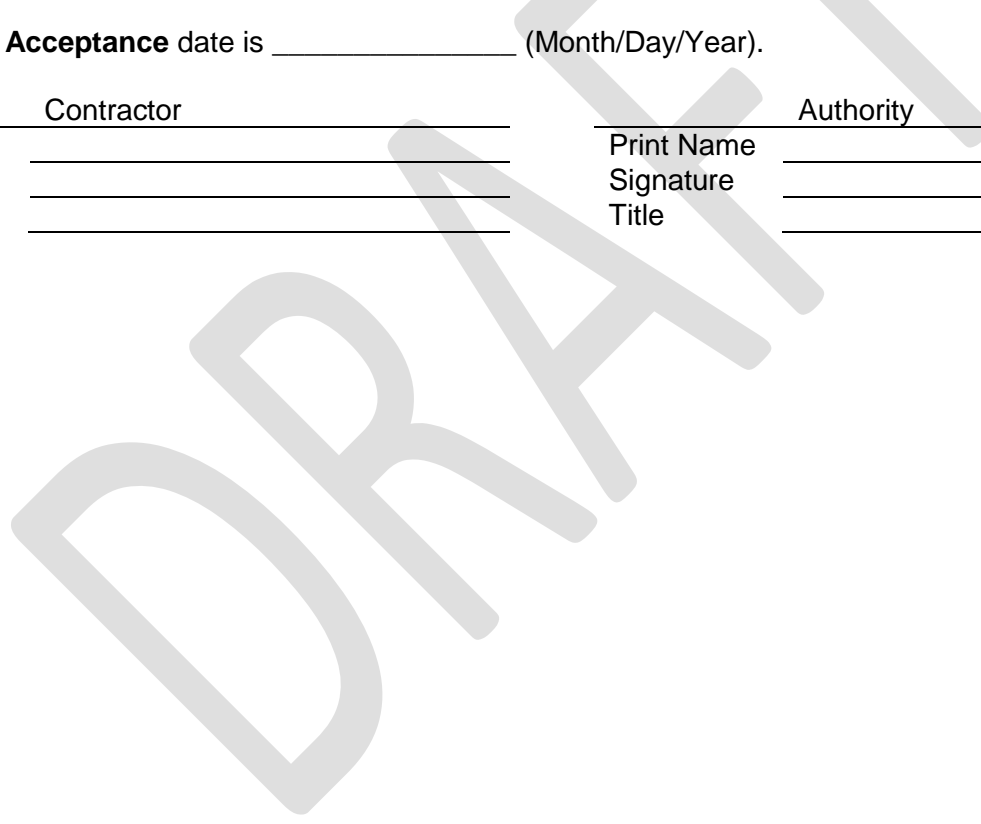 Acceptance date is _______________ (Month/Day/Year).
Contractor Authority
Print Name
Signature
Title
DRAFT